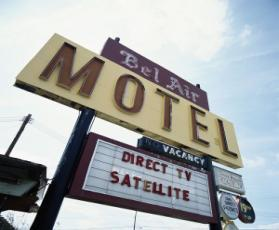 Bel Air
MOTEL
VACANCY
DIRECT TV
SATELLITE